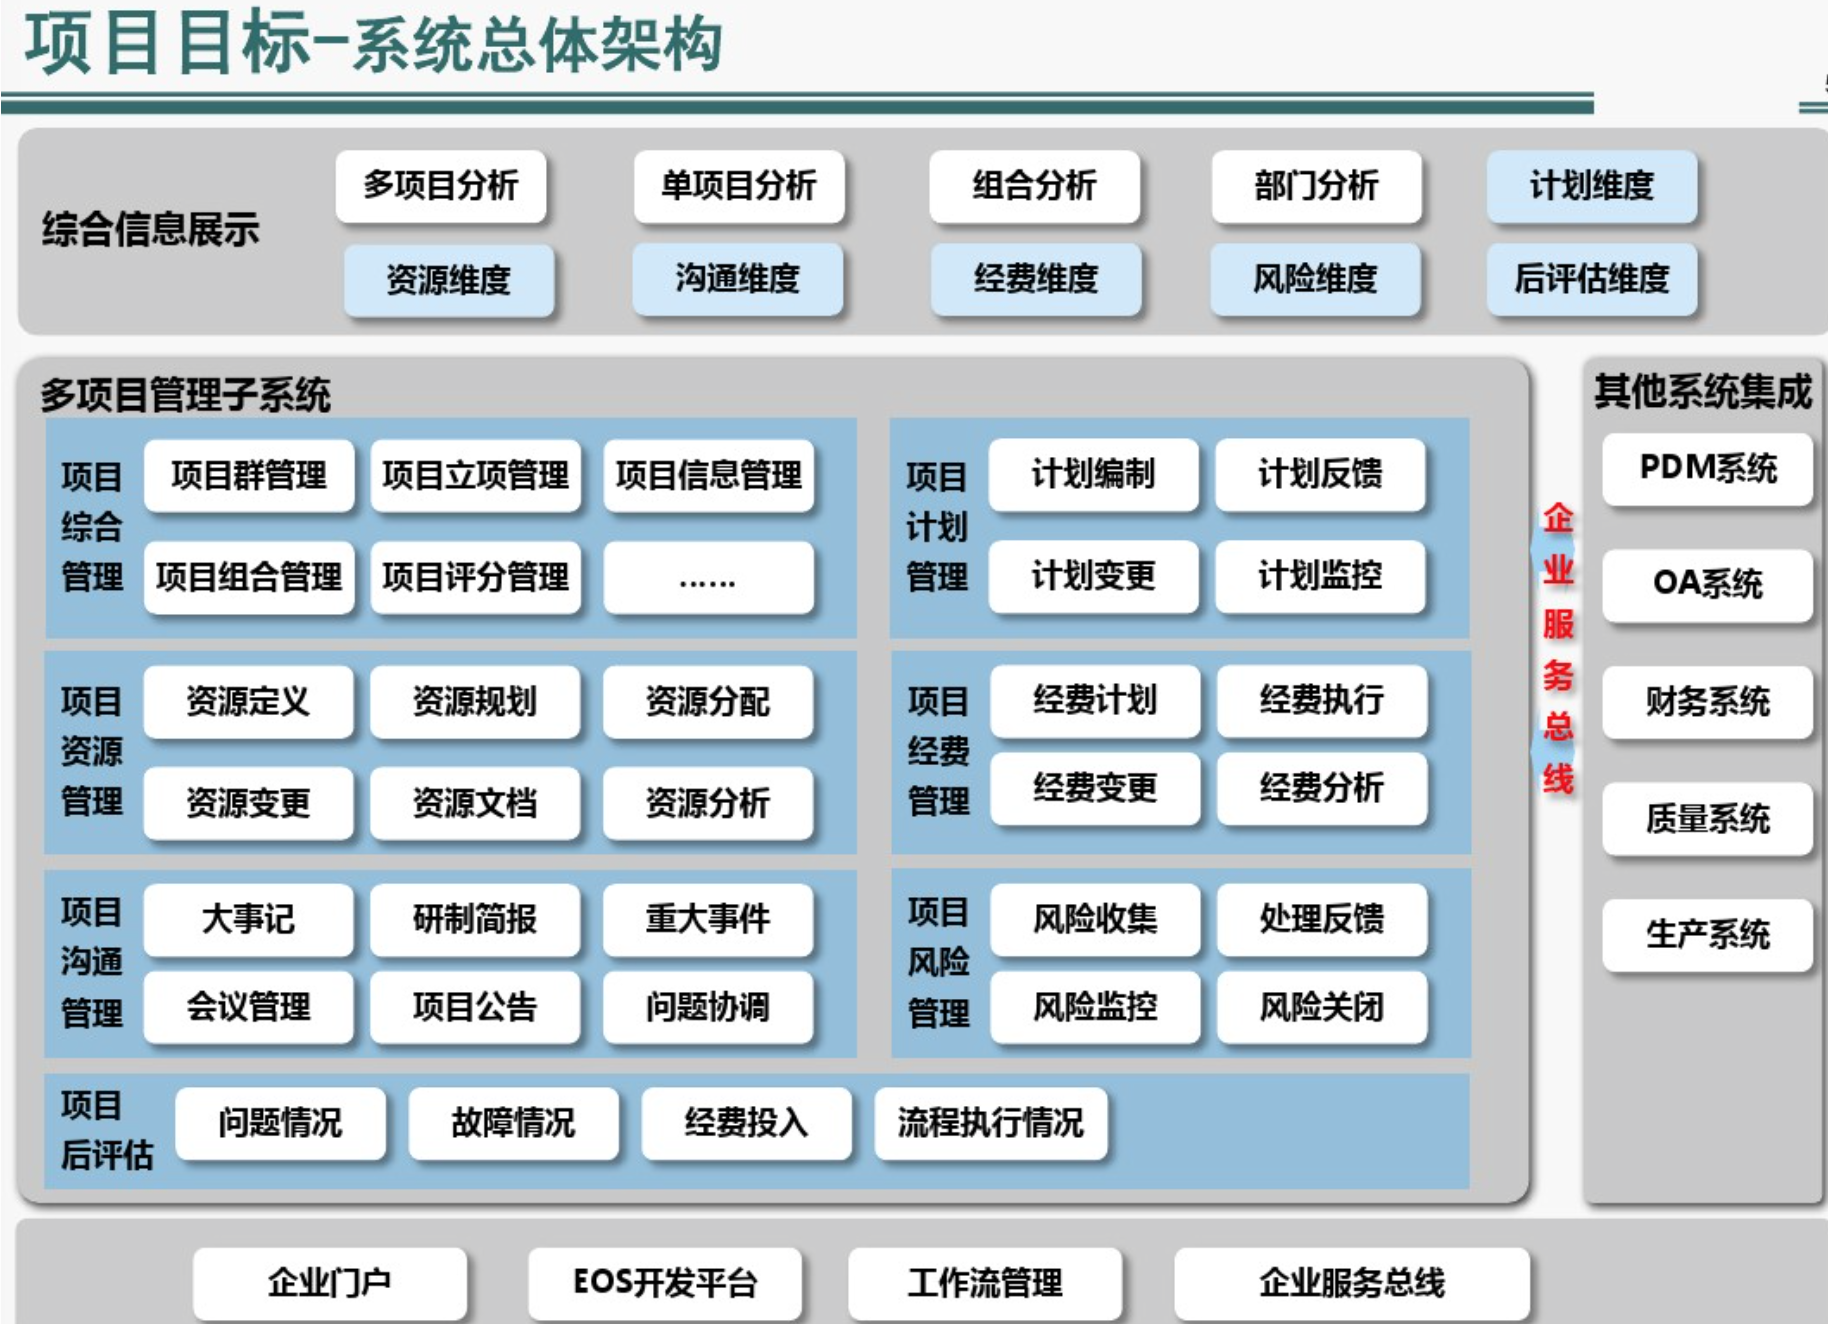 项目目标-系统总体架构
综合信息展示
多项目分析
单项目分析
组合分析
部门分析
计划维度
资源维度
沟通维度
经费维度
风险维度
后评估维度
多项目管理子系统
项目
综合
管理
项目群管理
项目立项管理
项目信息管理
项目组合管理
项目评分管理
……
项目
计划
管理
计划编制
计划反馈
计划变更
计划监控
项目
资源
管理
资源定义
资源规划
资源分配
资源变更
资源文档
资源分析
项目
经费
管理
经费计划
经费执行
经费变更
经费分析
项目
沟通
管理
大事记
研制简报
重大事件
会议管理
项目公告
问题协调
项目
风险
管理
风险收集
处理反馈
风险监控
风险关闭
项目
后评估
问题情况
故障情况
经费投入
流程执行情况
企业服务总线
其他系统集成
PDM系统
OA系统
财务系统
质量系统
生产系统
企业门户
EOS开发平台
工作流管理
企业服务总线